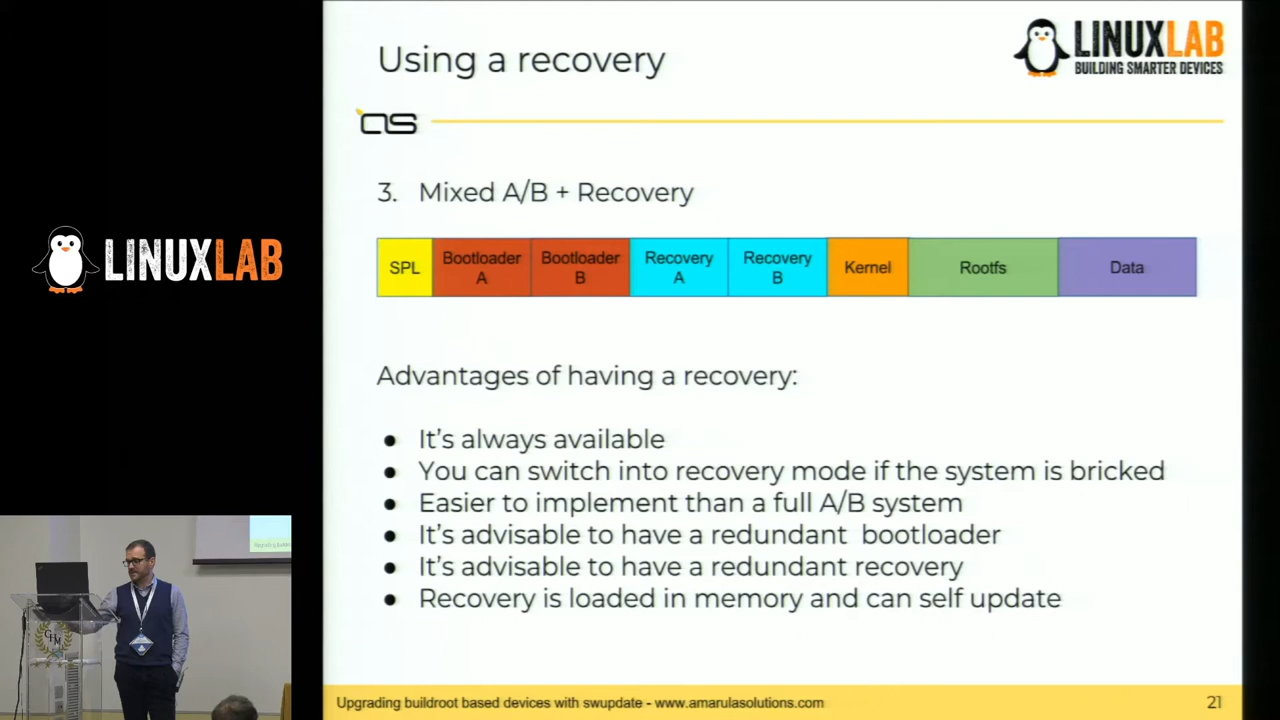 Using a recovery
LINUXLAB
BUILDING SMARTER DEVICES
as
3. Mixed A/B + Recovery
SPL
Bootloader
A
Bootloader
B
Recovery
A
Recovery
B
Kernel
Rootfs
Data
LINUXLAB
Advantages of having a recovery:
● It's always available
● You can switch into recovery mode if the system is bricked
● Easier to implement than a full A/B system
● It's advisable to have a redundant bootloader
● It's advisable to have a redundant recovery
● Recovery is loaded in memory and can self update
GHM
Upgrading buildroot based devices with swupdate - www.amarulasolutions.com
21